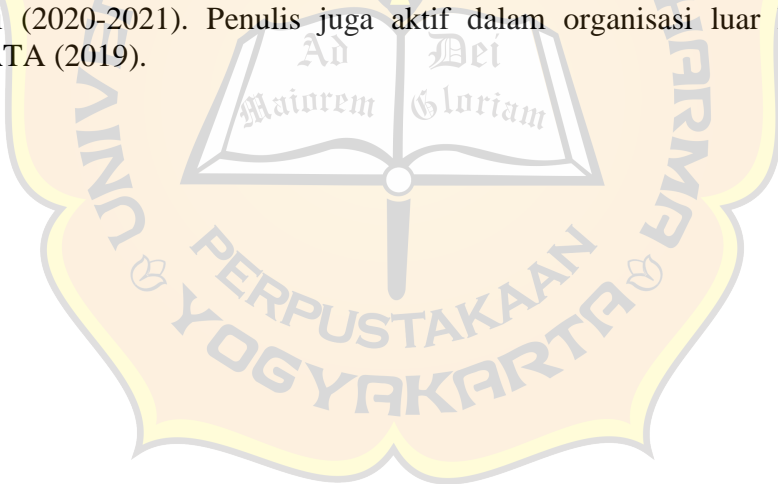 (2020-2021). Penulis juga aktif dalam organisasi luar
TA (2019).
Ad Dei
Maiorem Gloriam
PERPUSTAKAAN
YOGYAKARTA